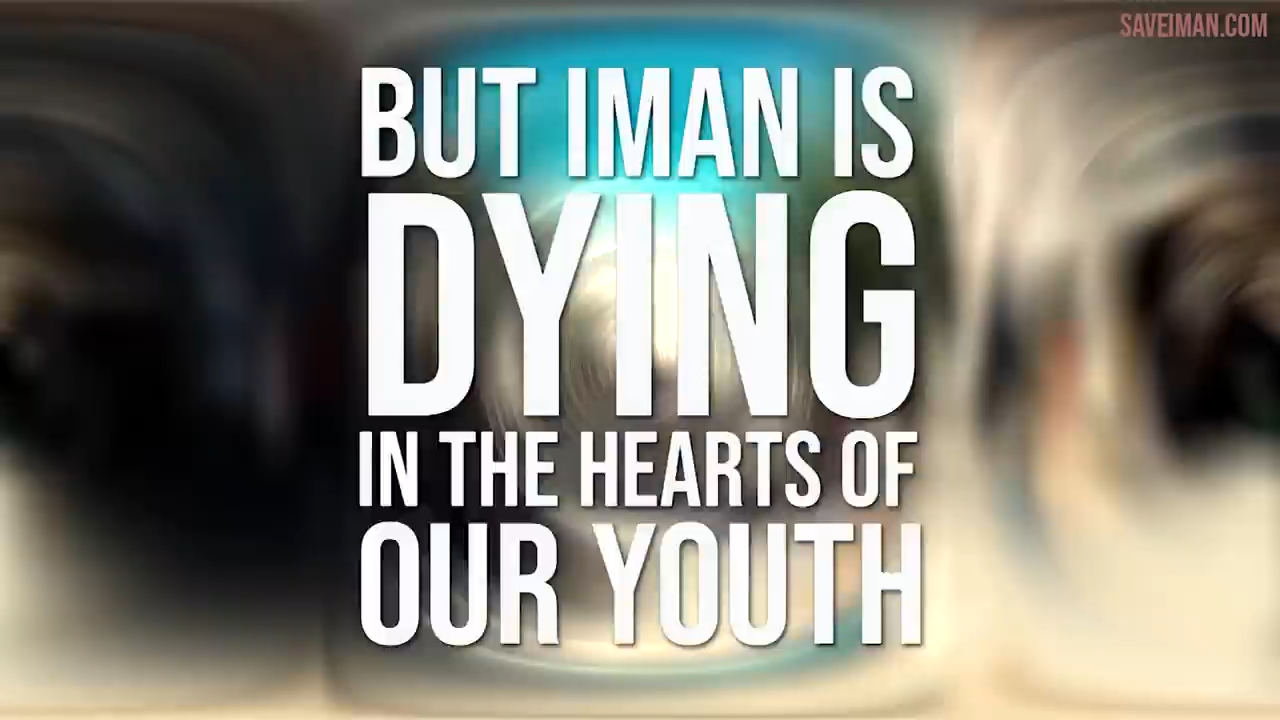 SAVEIMAN.COM
BUT IMAN IS
DYING
IN THE HEARTS OF
OUR YOUTH